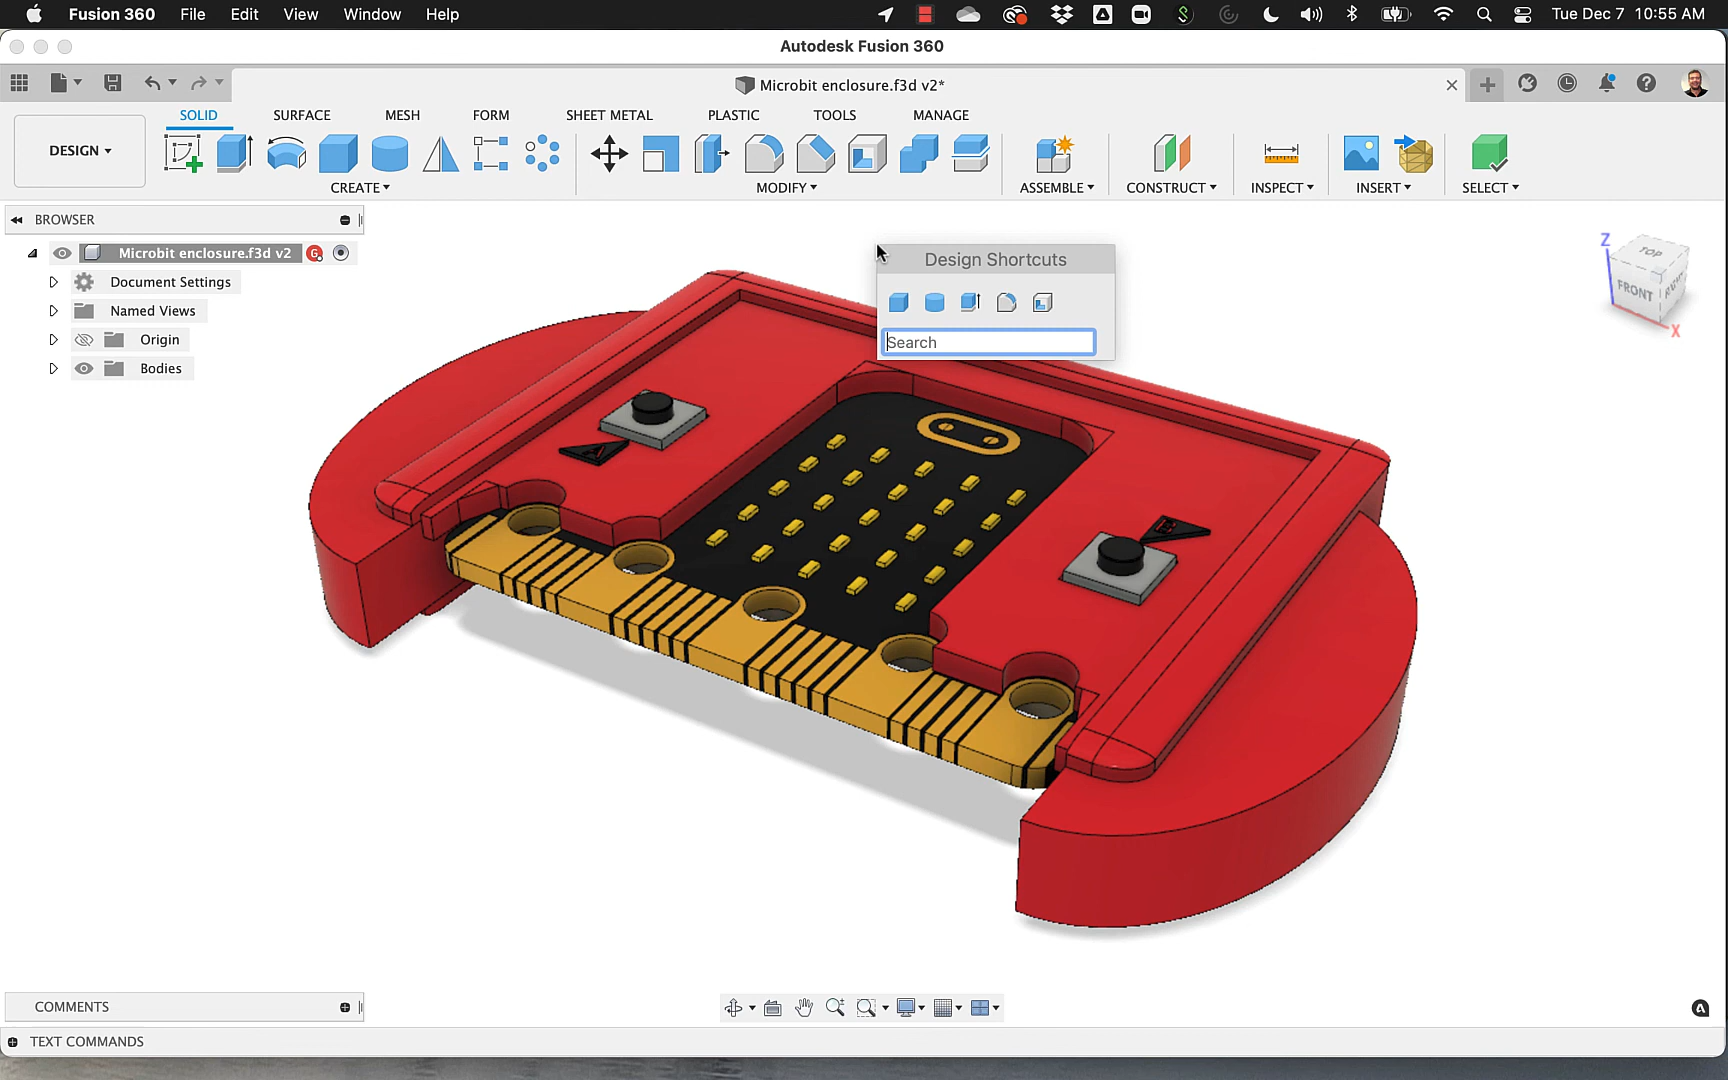 Fusion 360 File Edit View Window Help Tue Dec 7 10:55 AM
Autodesk Fusion 360
Microbit enclosure.f3d v2*
SOLID SURFACE MESH FORM SHEET METAL PLASTIC TOOLS MANAGE
DESIGN
CREATE MODIFY ASSEMBLE CONSTRUCT INSPECT INSERT SELECT
BROWSER
Microbit enclosure.f3d v2
Document Settings
Named Views
Origin
Bodies
Design Shortcuts
Search
Z
TOP
FRONT
RIGHT
X
A
B
COMMENTS
TEXT COMMANDS